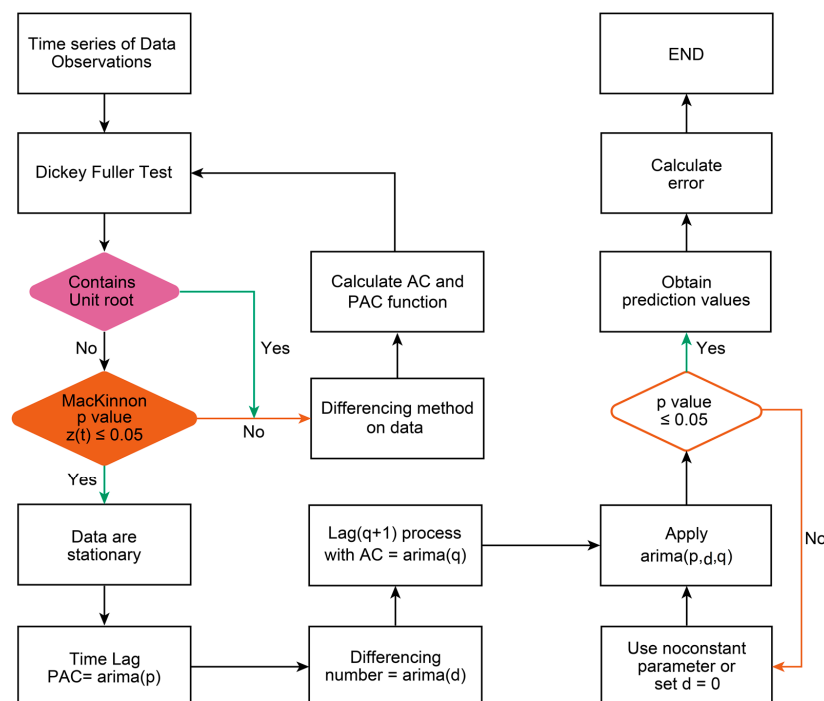 Time series of Data
Observations
Dickey Fuller Test
Contains
Unit root
Yes
No
MacKinnon
p value
z(t) ≤ 0.05
No
Yes
Calculate AC and
PAC function
Differencing method
on data
Data are
stationary
Time Lag
PAC= arima(p)
Differencing
number = arima(d)
Lag(q+1) process
with AC = arima(q)
Apply
arima(p,d,q)
Use noconstant
parameter or
set d = 0
No
p value
≤ 0.05
Yes
Obtain
prediction values
Calculate
error
END